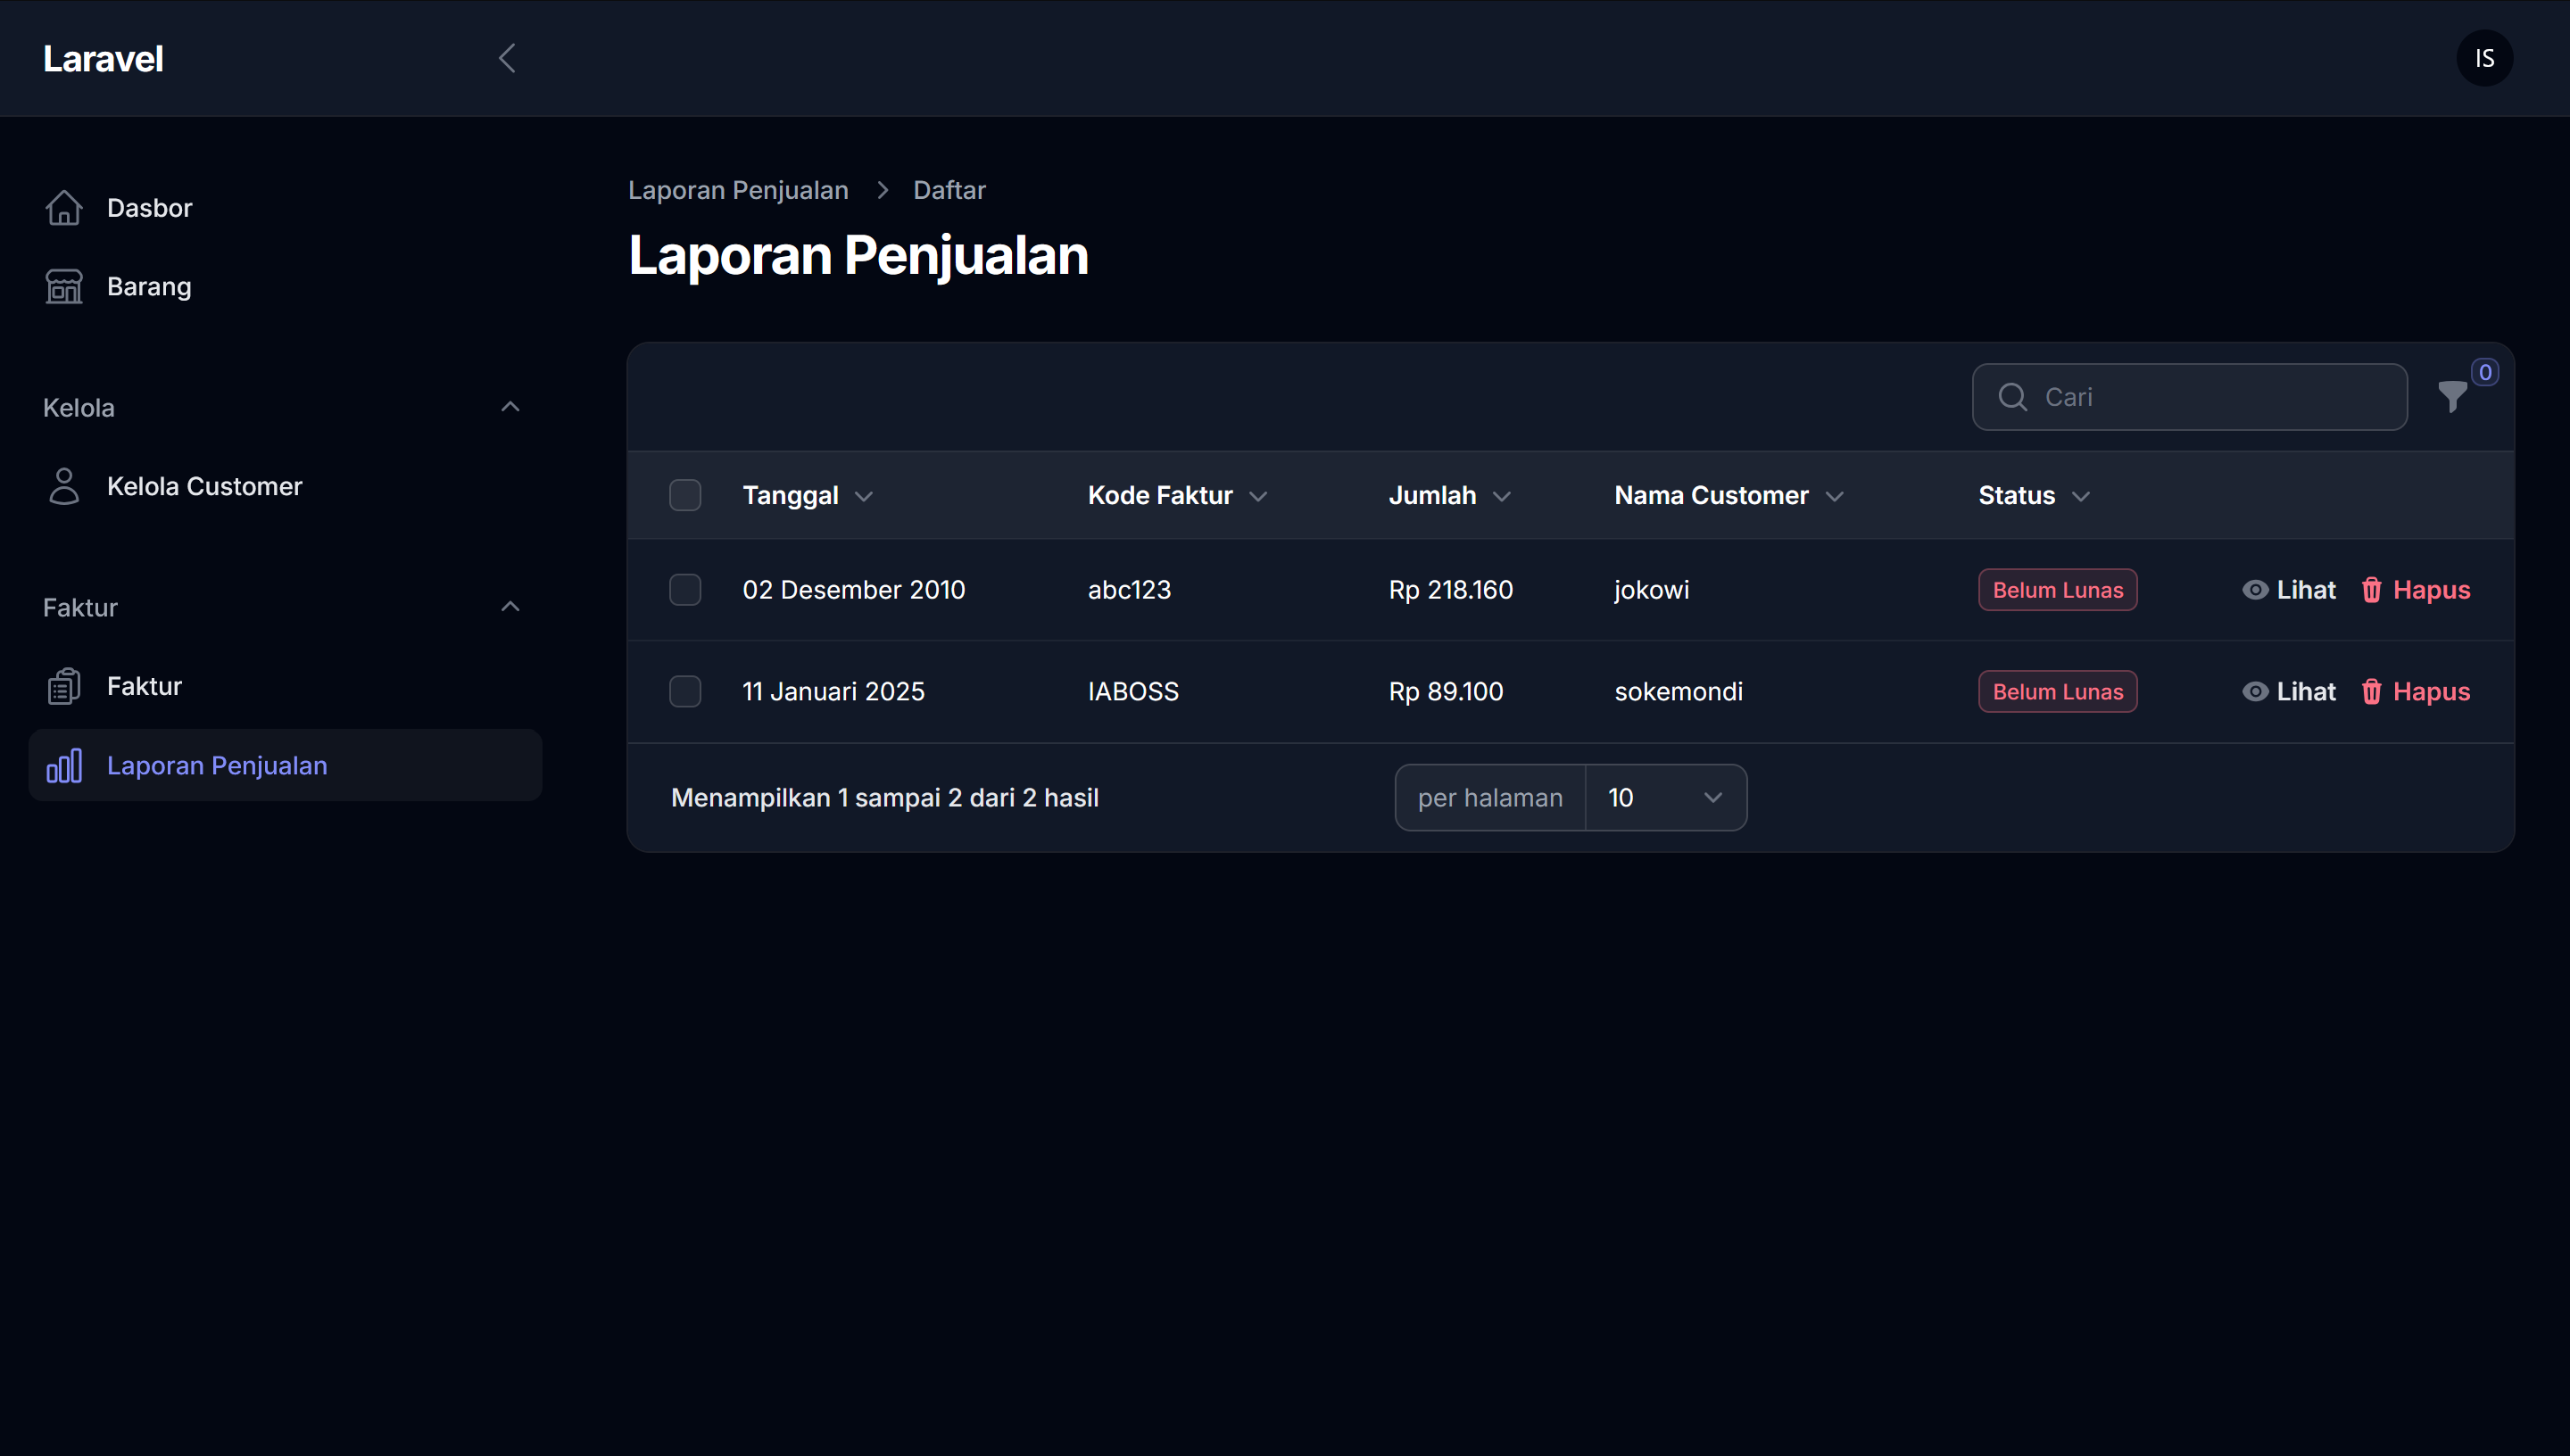 Laravel
IS
Dasbor
Barang
Kelola
Kelola Customer
Faktur
Faktur
Laporan Penjualan
Laporan Penjualan > Daftar
Laporan Penjualan
Cari
0
Tanggal Kode Faktur Jumlah Nama Customer Status
02 Desember 2010 abc123 Rp 218.160 jokowi Belum Lunas Lihat Hapus
11 Januari 2025 IABOSS Rp 89.100 sokemondi Belum Lunas Lihat Hapus
Menampilkan 1 sampai 2 dari 2 hasil per halaman 10